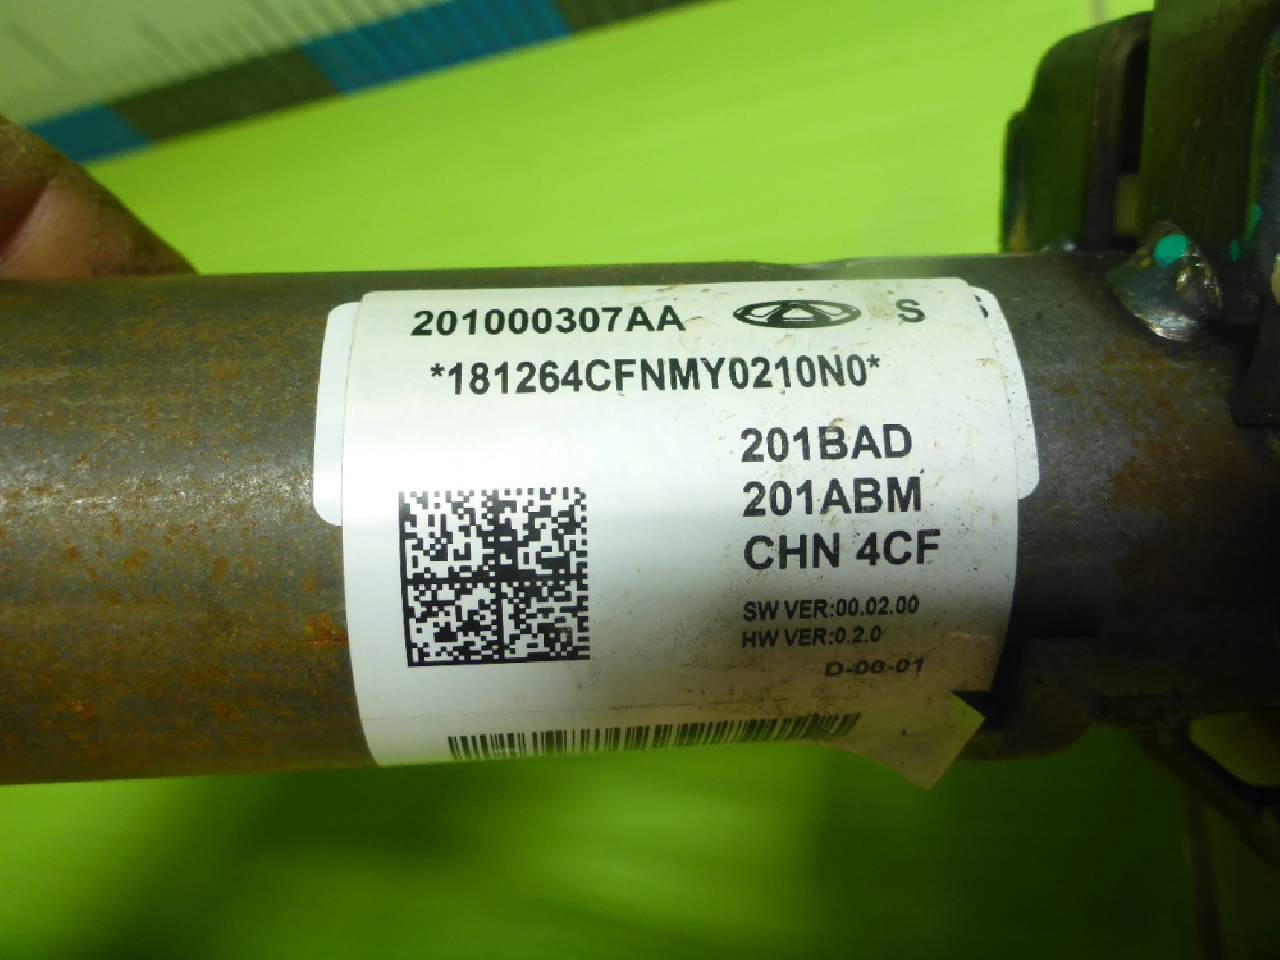 201000307AA S
*181264CFNMY0210N0*
201BAD
201ABM
CHN 4CF
SW VER:00.02.00
HW VER:0.2.0
D-00-01